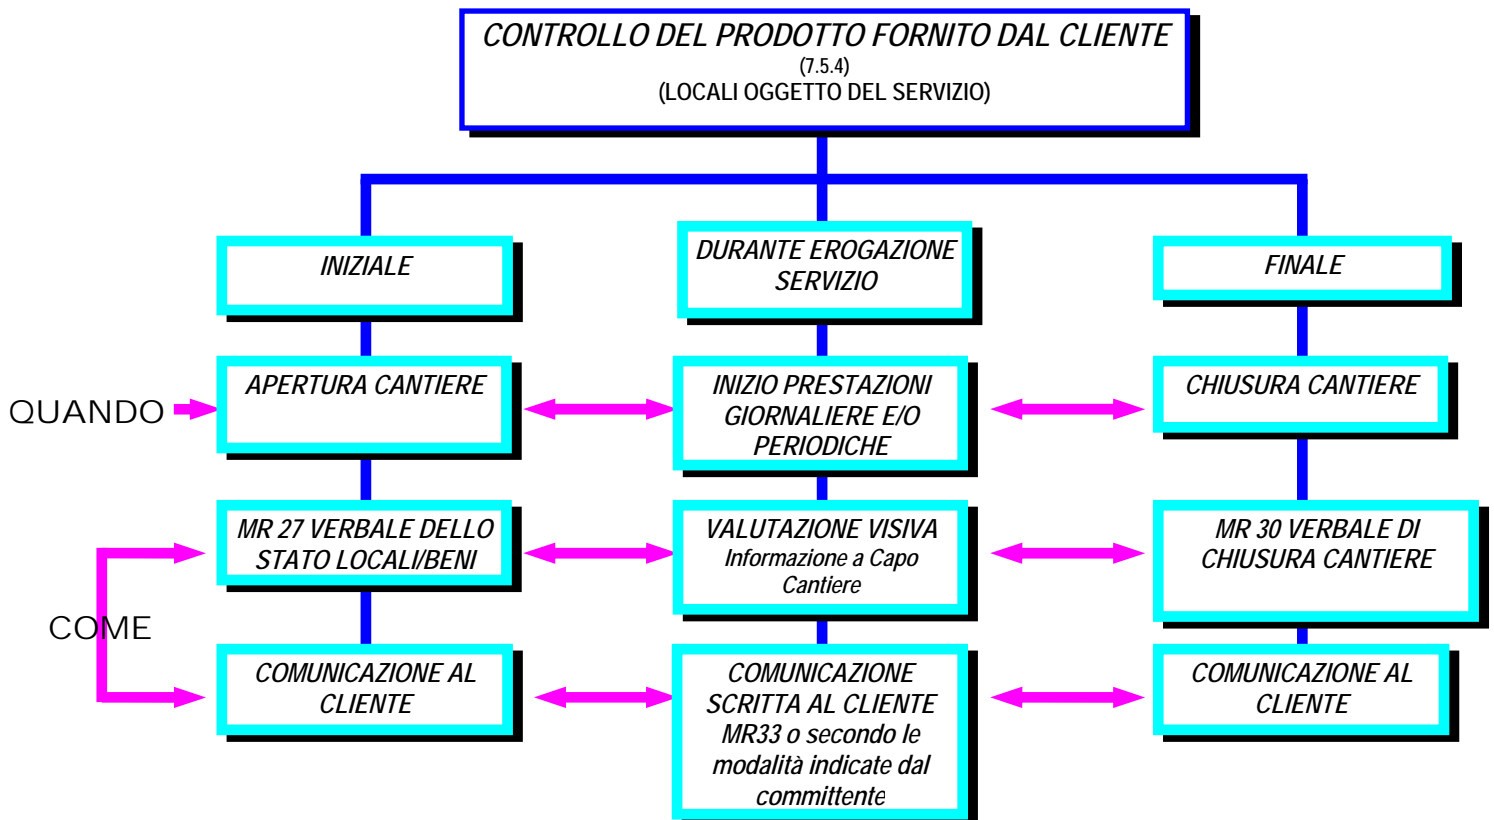 CONTROLLO DEL PRODOTTO FORNITO DAL CLIENTE
(7.5.4)
(LOCALI OGGETTO DEL SERVIZIO)
INIZIALE
DURANTE EROGAZIONE
SERVIZIO
FINALE
QUANDO
APERTURA CANTIERE
INIZIO PRESTAZIONI
GIORNALIERE E/O
PERIODICHE
CHIUSURA CANTIERE
COME
MR 27 VERBALE DELLO
STATO LOCALI/BENI
VALUTAZIONE VISIVA
Informazione a Capo
Cantiere
MR 30 VERBALE DI
CHIUSURA CANTIERE
COMUNICAZIONE AL
CLIENTE
COMUNICAZIONE
SCRITTA AL CLIENTE
MR33 o secondo le
modalità indicate dal
committente
COMUNICAZIONE AL
CLIENTE